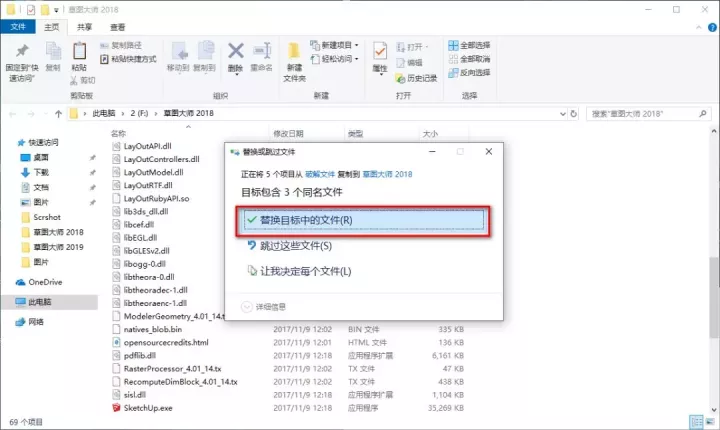 草图大师 2018
文件 主页 共享 查看
固定到"快速访问" 复制 粘贴 复制路径 粘贴快捷方式 剪切
移动到 复制到 删除 重命名
新建文件夹 新建项目 轻松访问
属性 打开 编辑 历史记录
全部选择 全部取消 反向选择
剪贴板 组织 新建 打开 选择
此电脑 2 (F:) 草图大师 2018 搜索"草图大师 2018"
名称 修改日期 类型 大小
快速访问
桌面
下载
文档
图片
Scrshot
草图大师 2018
草图大师 2019
图片
OneDrive
此电脑
网络
LayOutAPI.dll
LayOutControllers.dll
LayOutModel.dll
LayOutRTF.dll
LayOutRubyAPI.so
lib3ds_dll.dll
libcef.dll
libEGL.dll
libGLESv2.dll
libogg-0.dll
libtheora-0.dll
libtheoradec-1.dll
libtheoraenc-1.dll
ModelerGeometry_4.01_14.tx
natives_blob.bin 2017/11/9 12:02 BIN 文件 335 KB
opensourcecredits.html 2017/11/9 12:01 HTML 文件 136 KB
pdflib.dll 2017/11/9 12:18 应用程序扩展 6,161 KB
RasterProcessor_4.01_14.tx 2017/11/9 12:18 TX 文件 47 KB
RecomputeDimBlock_4.01_14.tx 2017/11/9 12:02 TX 文件 438 KB
sisl.dll 2017/11/9 12:18 应用程序扩展 1,104 KB
SketchUp.exe 2017/11/9 12:18 应用程序 35,269 KB
替换或跳过文件
正在将 5 个项目从 破解文件 复制到 草图大师 2018
目标包含 3 个同名文件
替换目标中的文件(R)
跳过这些文件(S)
让我决定每个文件(L)
详细信息
69 个项目